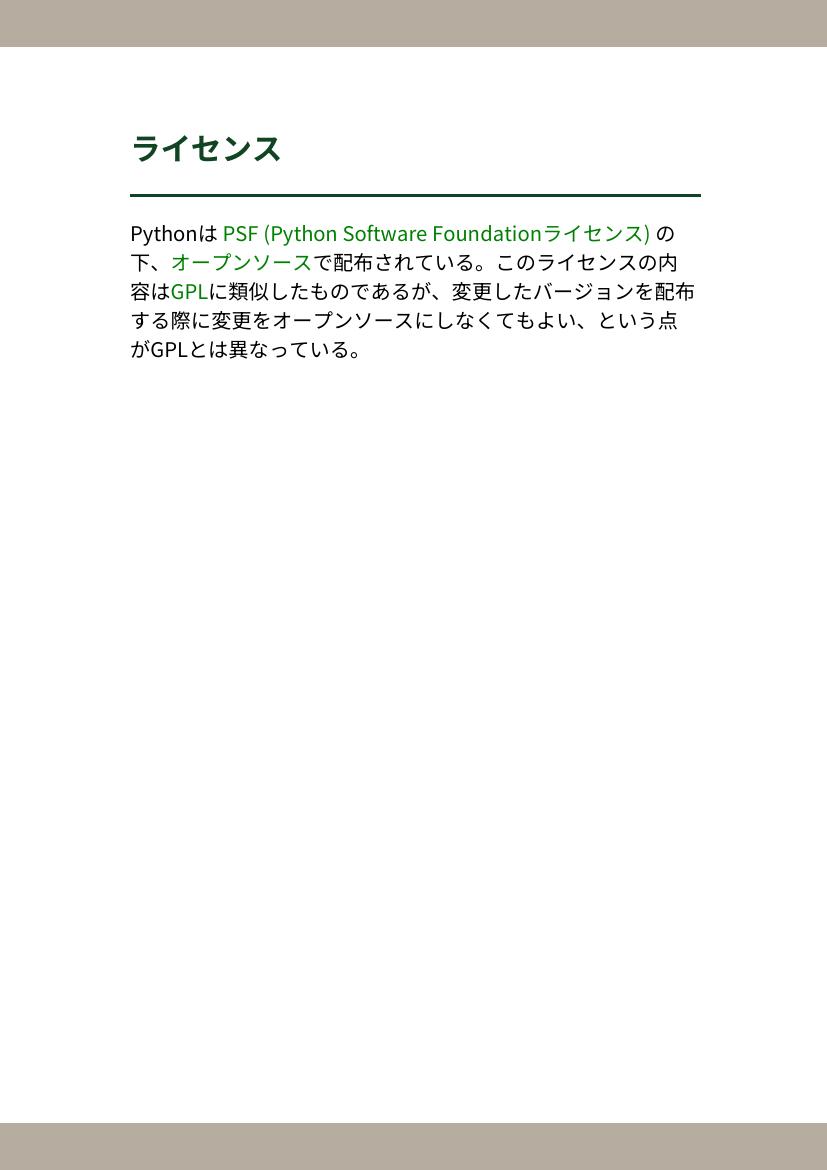 ライセンス
Pythonは PSF (Python Software Foundationライセンス) の
下、オープンソースで配布されている。このライセンスの内
容はGPLに類似したものであるが、変更したバージョンを配布
する際に変更をオープンソースにしなくてもよい、という点
がGPLとは異なっている。